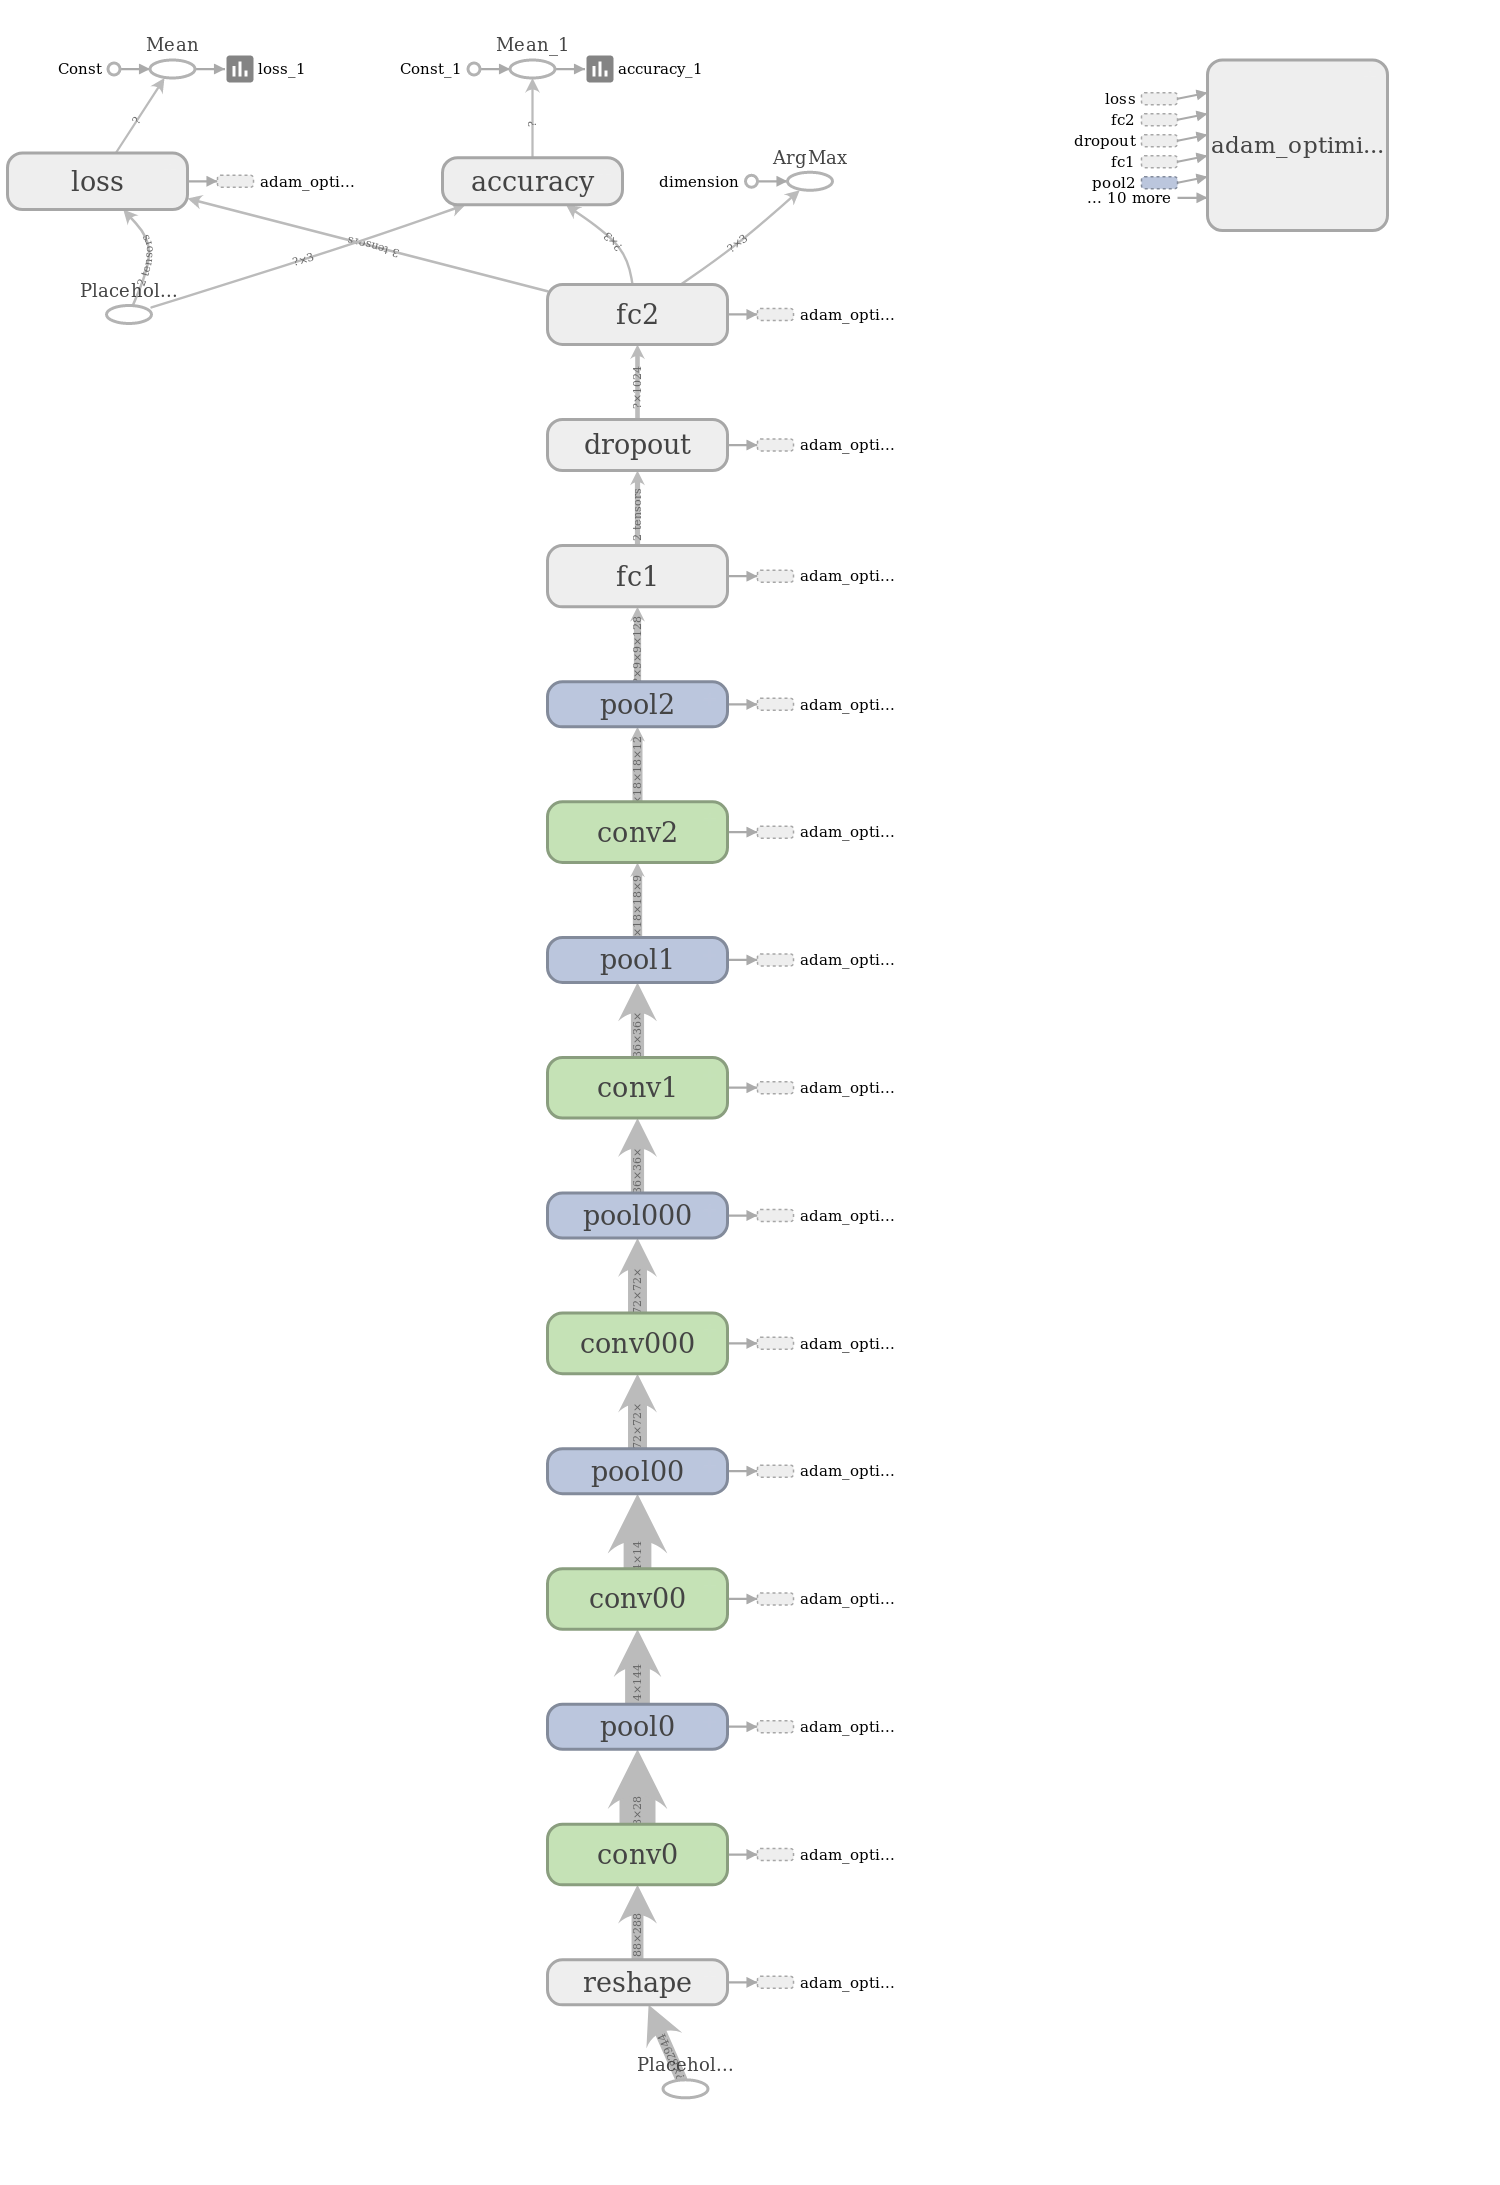 Mean
Const
loss_1
Mean_1
Const_1
accuracy_1
loss
fc2
dropout
fc1
pool2
... 10 more
adam_optimi...
?
?
loss
adam_opti...
accuracy
ArgMax
dimension
2 tensors
3 tensors
?×3
?×3
?×3
Placehol...
fc2
adam_opti...
?×1024
dropout
adam_opti...
2 tensors
fc1
adam_opti...
×9×9×128
pool2
adam_opti...
×18×18×12
conv2
adam_opti...
×18×18×9
pool1
adam_opti...
36×36×
conv1
adam_opti...
36×36×
pool000
adam_opti...
72×72×
conv000
adam_opti...
72×72×
pool00
adam_opti...
4×14
conv00
adam_opti...
4×144
pool0
adam_opti...
8×28
conv0
adam_opti...
88×288
reshape
adam_opti...
Placehol...